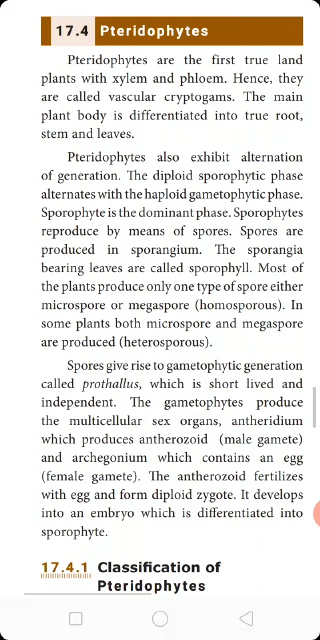 17.4 Pteridophytes
Pteridophytes are the first true land
plants with xylem and phloem. Hence, they
are called vascular cryptogams. The main
plant body is differentiated into true root,
stem and leaves.
Pteridophytes also exhibit alternation
of generation. The diploid sporophytic phase
alternates with the haploid gametophytic phase.
Sporophyte is the dominant phase. Sporophytes
reproduce by means of spores. Spores are
produced in sporangium. The sporangia
bearing leaves are called sporophyll. Most of
the plants produce only one type of spore either
microspore or megaspore (homosporous). In
some plants both microspore and megaspore
are produced (heterosporous).
Spores give rise to gametophytic generation
called prothallus, which is short lived and
independent. The gametophytes produce
the multicellular sex organs, antheridium
which produces antherozoid (male gamete)
and archegonium which contains an egg
(female gamete). The antherozoid fertilizes
with egg and form diploid zygote. It develops
into an embryo which is differentiated into
sporophyte.
17.4.1 Classification of
Pteridophytes